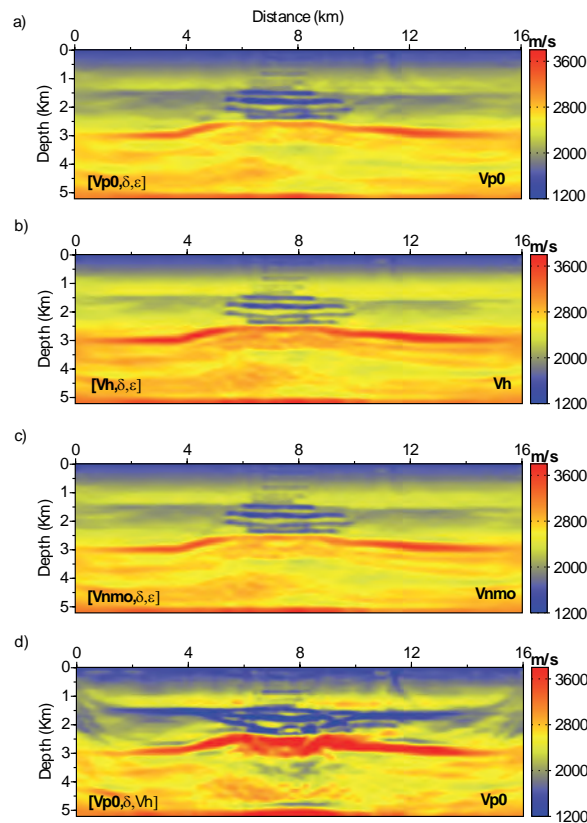 Distance (km)
a)
0 4 8 12 16
m/s
0
1
2
3
4
5
Depth (Km)
3600
2800
2000
1200
[Vp0,δ,ε]
Vp0
b)
0 4 8 12 16
m/s
0
1
2
3
4
5
Depth (Km)
3600
2800
2000
1200
[Vh,δ,ε]
Vh
c)
0 4 8 12 16
m/s
0
1
2
3
4
5
Depth (Km)
3600
2800
2000
1200
[Vnmo,δ,ε]
Vnmo
d)
0 4 8 12 16
m/s
0
1
2
3
4
5
Depth (Km)
3600
2800
2000
1200
[Vp0,δ,Vh]
Vp0